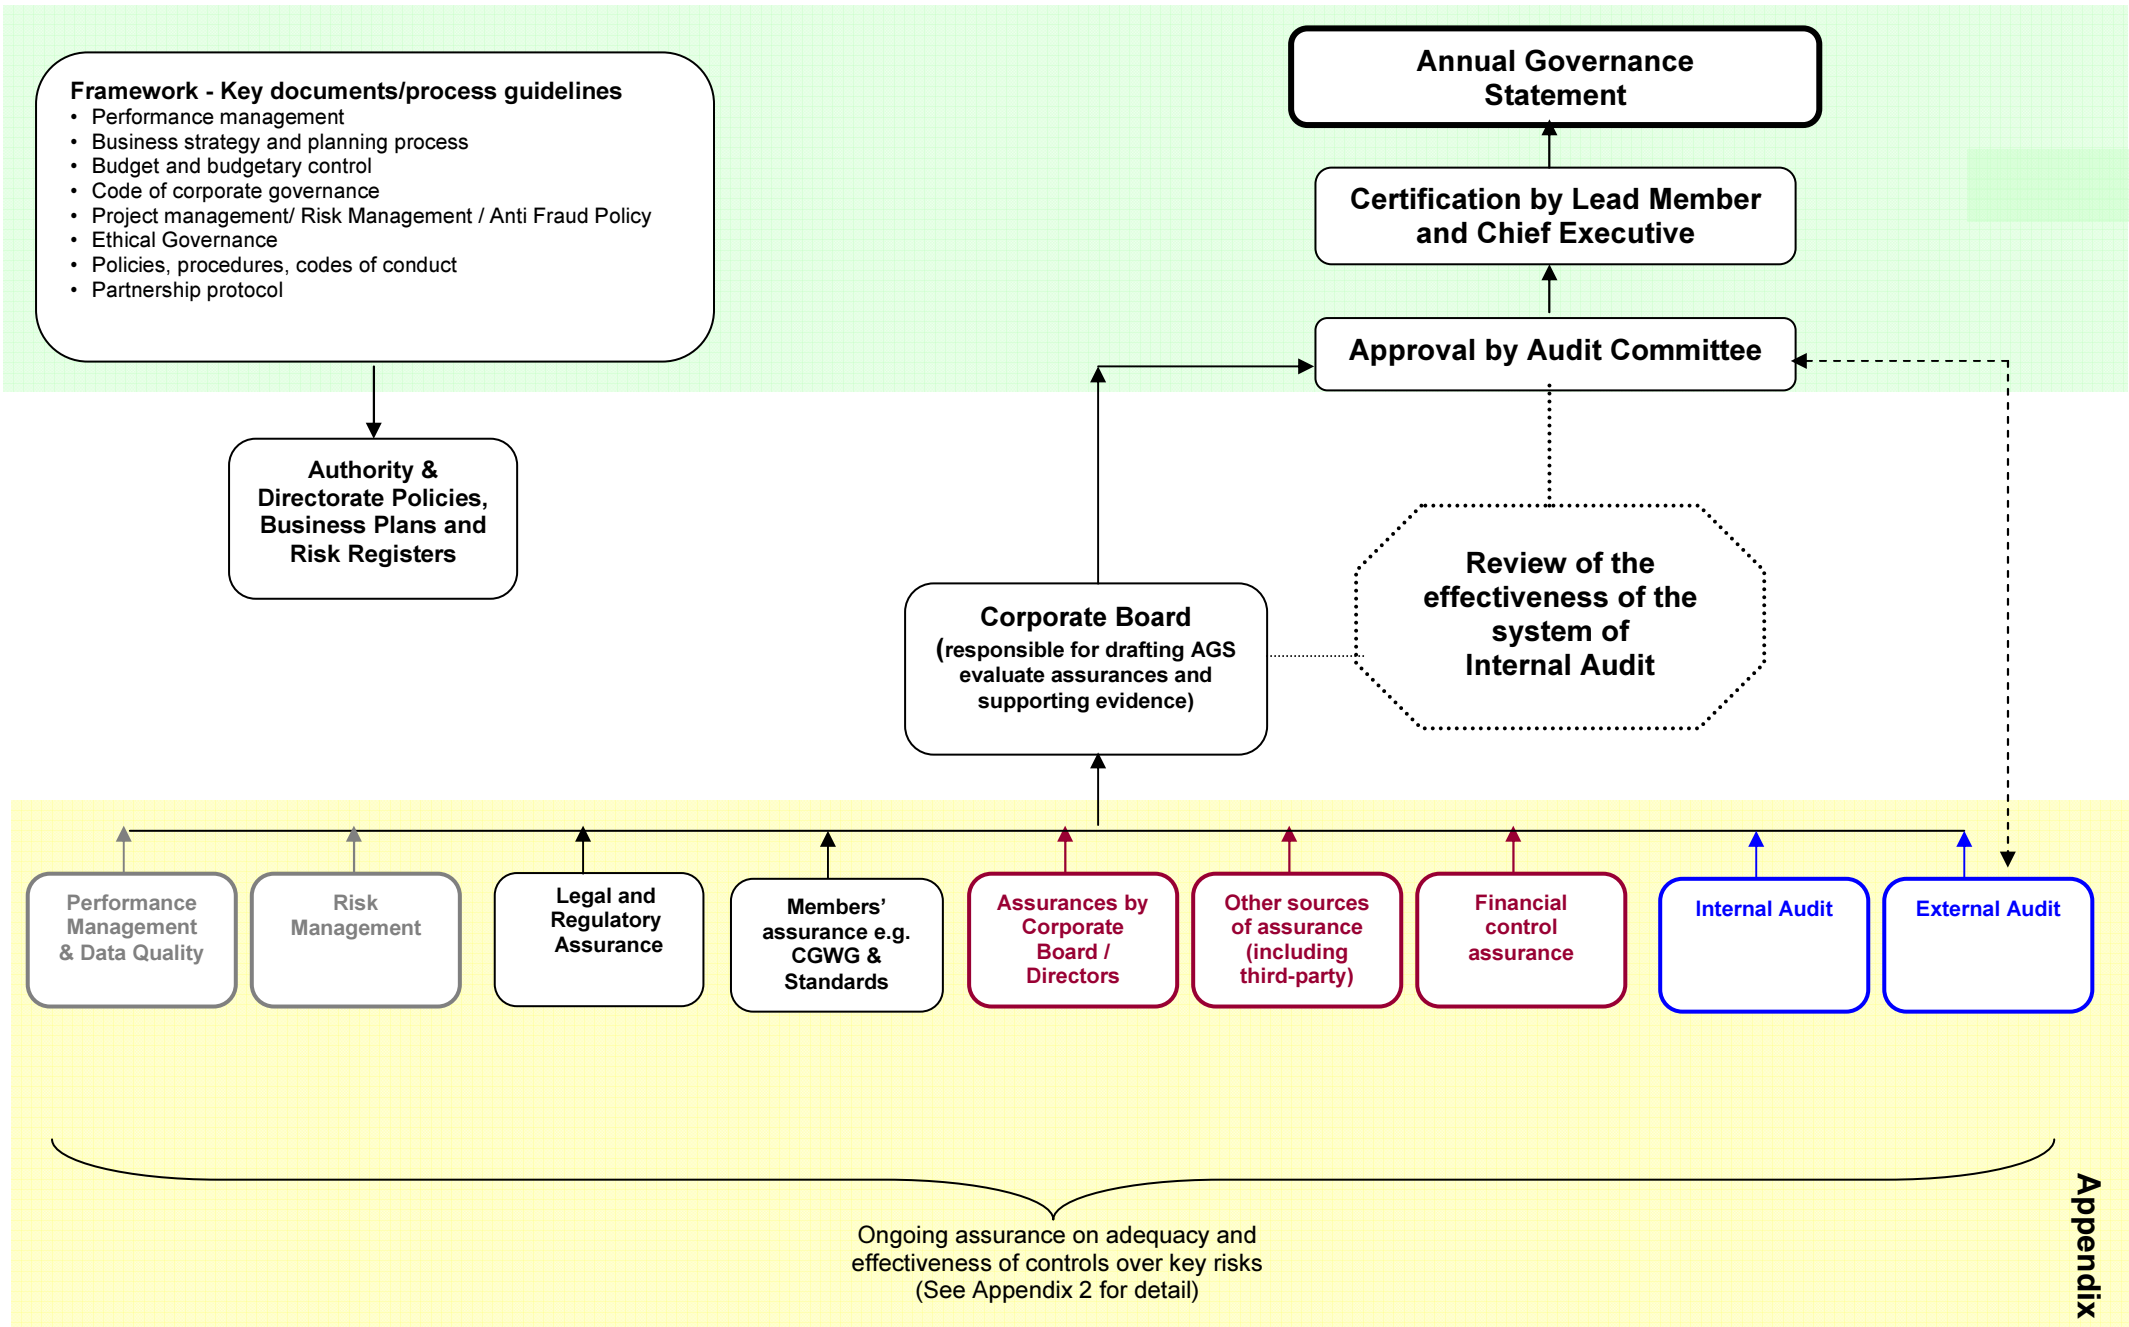 Framework - Key documents/process guidelines
• Performance management
• Business strategy and planning process
• Budget and budgetary control
• Code of corporate governance
• Project management/ Risk Management / Anti Fraud Policy
• Ethical Governance
• Policies, procedures, codes of conduct
• Partnership protocol
Annual Governance
Statement
Certification by Lead Member
and Chief Executive
Approval by Audit Committee
Authority &
Directorate Policies,
Business Plans and
Risk Registers
Corporate Board
(responsible for drafting AGS
evaluate assurances and
supporting evidence)
Review of the
effectiveness of the
system of
Internal Audit
Performance
Management
& Data Quality
Risk
Management
Legal and
Regulatory
Assurance
Members’
assurance e.g.
CGWG &
Standards
Assurances by
Corporate
Board /
Directors
Other sources
of assurance
(including
third-party)
Financial
control
assurance
Internal Audit
External Audit
Ongoing assurance on adequacy and
effectiveness of controls over key risks
(See Appendix 2 for detail)
Appendix